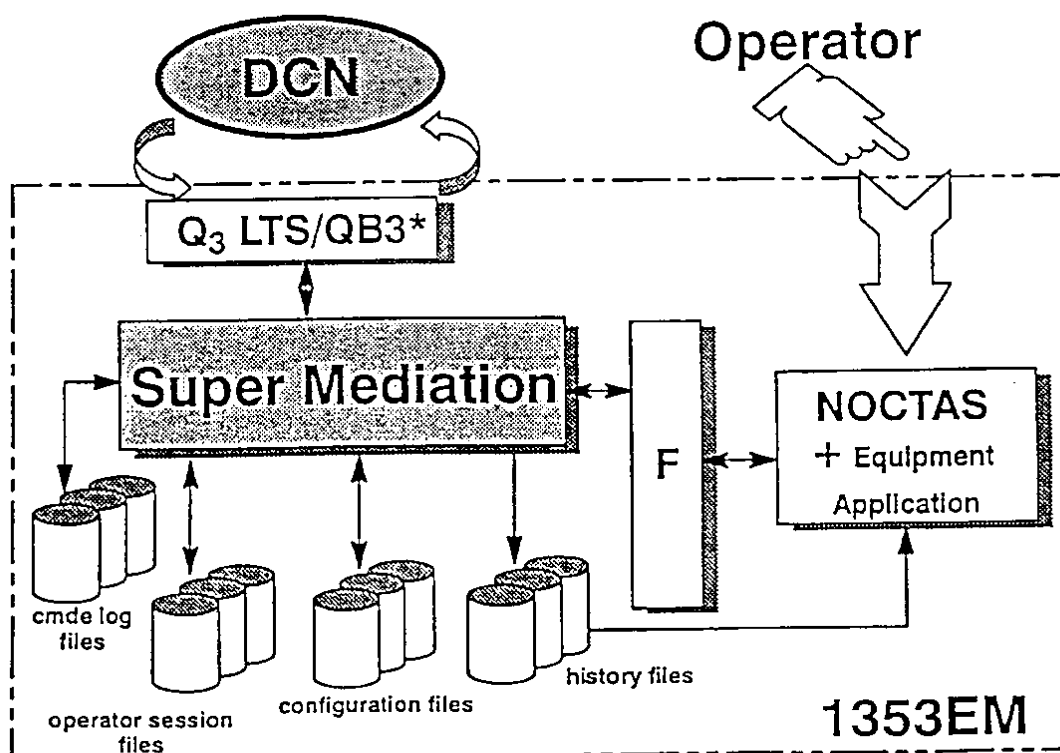 DCN
Operator
Q₃ LTS/QB3*
Super Mediation
F
NOCTAS
+ Equipment
Application
cmde log
files
operator session
files
configuration files
history files
1353EM